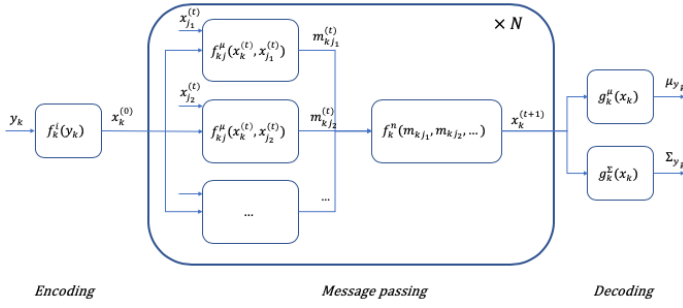 x_{j_1}^{(t)}
f_{kj}^{μ}(x_k^{(t)}, x_{j_1}^{(t)})
m_{kj_1}^{(t)}
× N
y_k
f_k^{i}(y_k)
x_k^{(0)}
x_{j_2}^{(t)}
f_{kj}^{μ}(x_k^{(t)}, x_{j_2}^{(t)})
m_{kj_2}^{(t)}
f_k^{n}(m_{kj_1}, m_{kj_2}, …)
x_k^{(t+1)}
g_k^{μ}(x_k)
μ_{y_k}
g_k^{Σ}(x_k)
Σ_{y_k}
…
…
Encoding
Message passing
Decoding